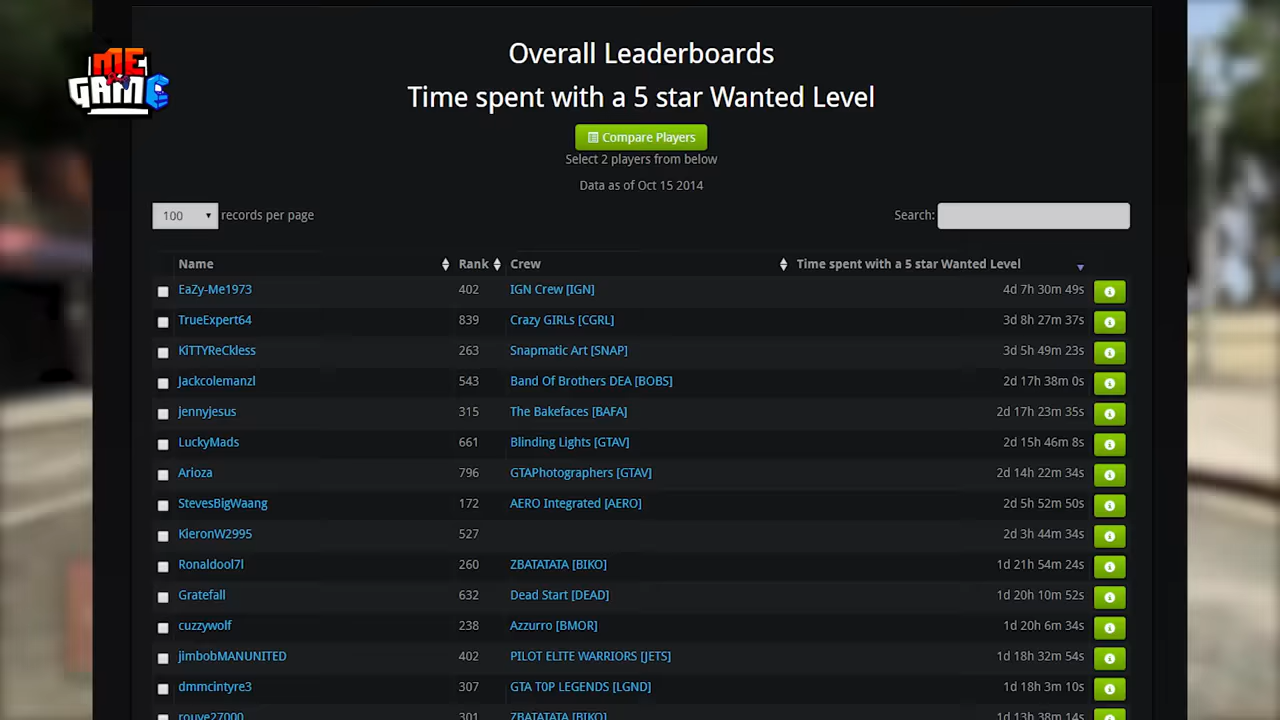 ME
GAME
Overall Leaderboards
Time spent with a 5 star Wanted Level
Compare Players
Select 2 players from below
Data as of Oct 15 2014
100 records per page Search:
Name Rank Crew Time spent with a 5 star Wanted Level
EaZy-Me1973 402 IGN Crew [IGN] 4d 7h 30m 49s
TrueExpert64 839 Crazy GIRLs [CGRL] 3d 8h 27m 37s
KiTTYReCkless 263 Snapmatic Art [SNAP] 3d 5h 49m 23s
Jackcolemanzl 543 Band Of Brothers DEA [BOBS] 2d 17h 38m 0s
jennyjesus 315 The Bakefaces [BAFA] 2d 17h 23m 35s
LuckyMads 661 Blinding Lights [GTAV] 2d 15h 46m 8s
Arioza 796 GTAPhotographers [GTAV] 2d 14h 22m 34s
StevesBigWaang 172 AERO Integrated [AERO] 2d 5h 52m 50s
KieronW2995 527 2d 3h 44m 34s
Ronaldool7l 260 ZBATATATA [BIKO] 1d 21h 54m 24s
Gratefall 632 Dead Start [DEAD] 1d 20h 10m 52s
cuzzywolf 238 Azzurro [BMOR] 1d 20h 6m 34s
jimbobMANUNITED 402 PILOT ELITE WARRIORS [JETS] 1d 18h 32m 54s
dmmcintyre3 307 GTA T0P LEGENDS [LGND] 1d 18h 3m 10s
rouve27000 301 ZBATATATA [BIKO] 1d 13h 38m 14s